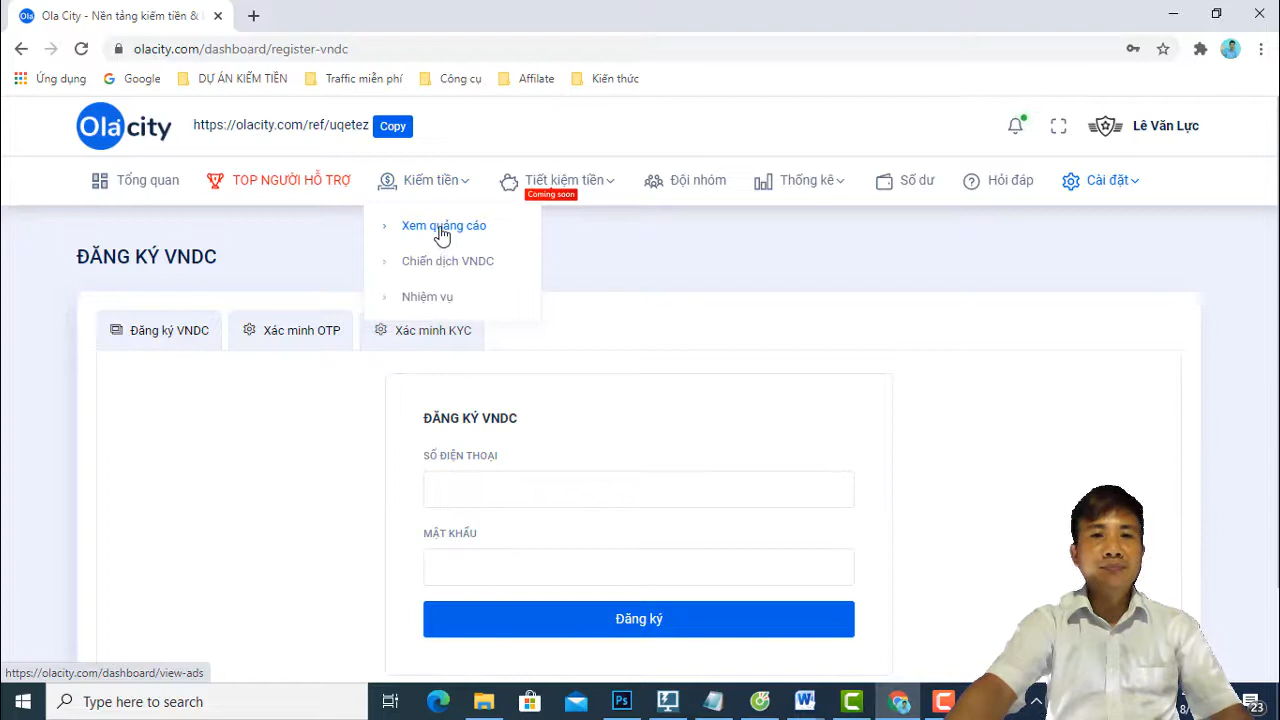 Ola City - Nền tảng kiếm tiền &
olacity.com/dashboard/register-vndc
Ứng dụng
Google
DỰ ÁN KIẾM TIỀN
Traffic miễn phí
Công cụ
Affilate
Kiến thức
Olacity
https://olacity.com/ref/uqetez
Copy
Lê Văn Lực
Tổng quan
TOP NGƯỜI HỖ TRỢ
Kiếm tiền
Tiết kiệm tiền
Coming soon
Đội nhóm
Thống kê
Số dư
Hỏi đáp
Cài đặt
Xem quảng cáo
Chiến dịch VNDC
Nhiệm vụ
ĐĂNG KÝ VNDC
Đăng ký VNDC
Xác minh OTP
Xác minh KYC
ĐĂNG KÝ VNDC
SỐ ĐIỆN THOẠI
MẬT KHẨU
Đăng ký
https://olacity.com/dashboard/view-ads
Type here to search
23